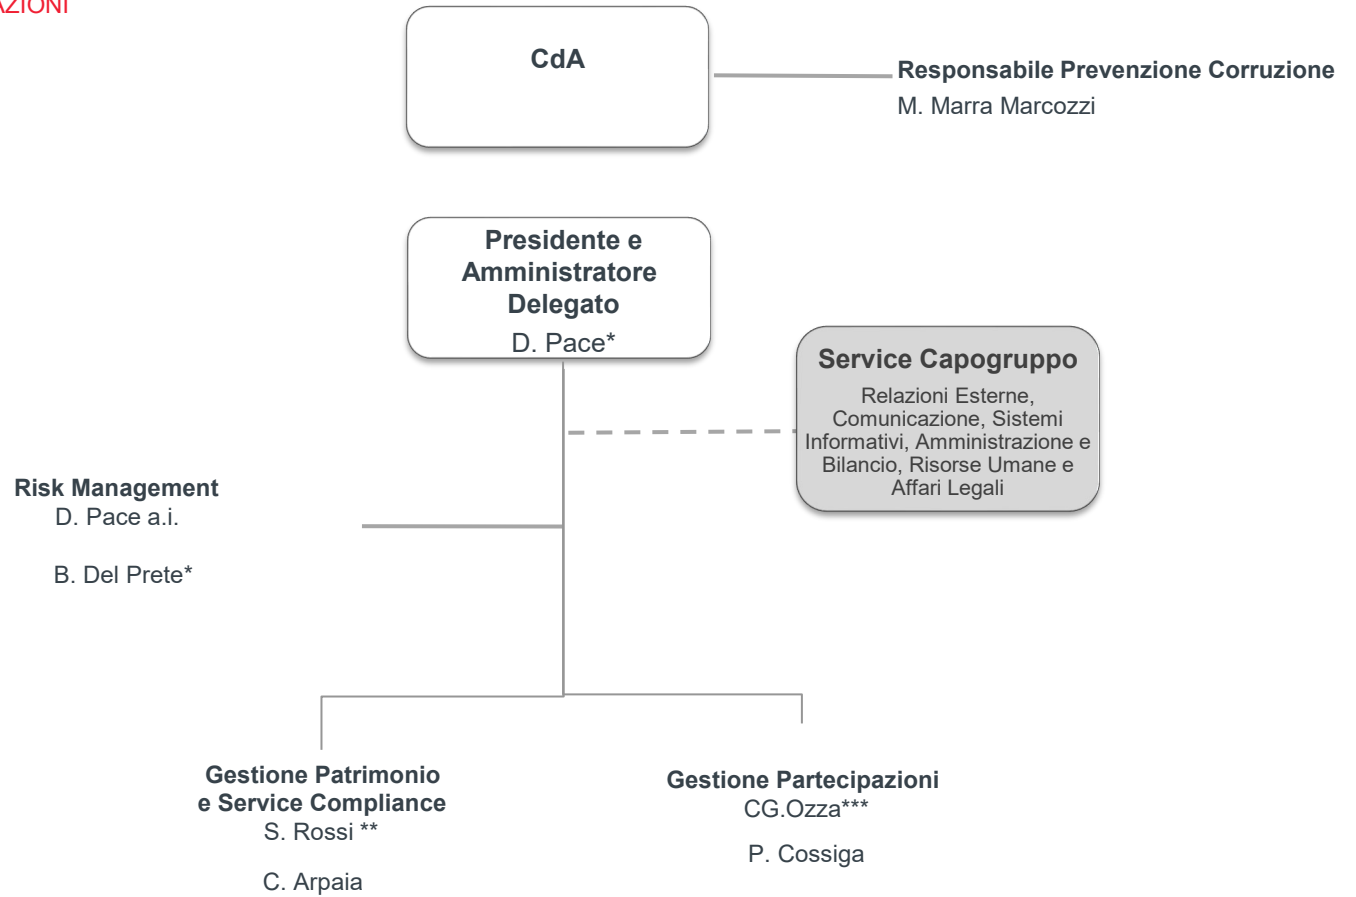 AZIONI
CdA
Responsabile Prevenzione Corruzione
M. Marra Marcozzi
Presidente e
Amministratore
Delegato
D. Pace*
Service Capogruppo
Relazioni Esterne,
Comunicazione, Sistemi
Informativi, Amministrazione e
Bilancio, Risorse Umane e
Affari Legali
Risk Management
D. Pace a.i.
B. Del Prete*
Gestione Patrimonio
e Service Compliance
S. Rossi **
C. Arpaia
Gestione Partecipazioni
CG.Ozza***
P. Cossiga